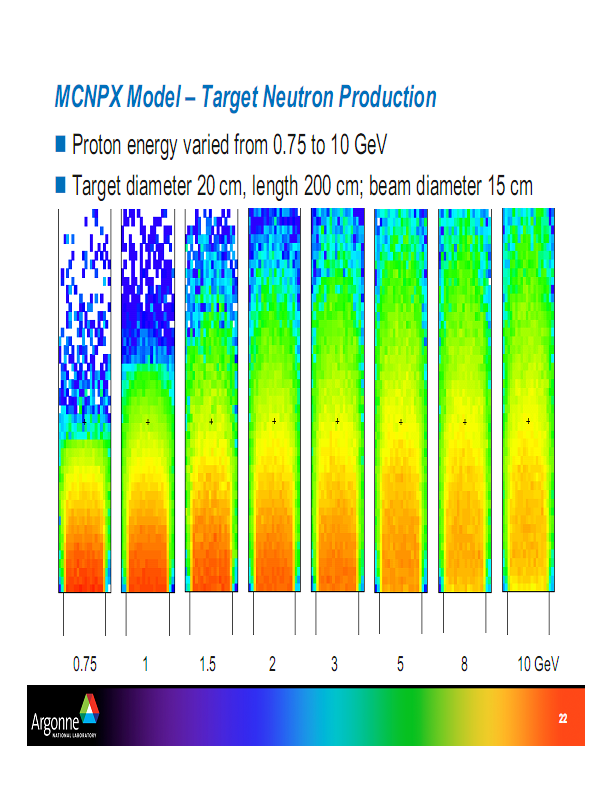 MCNPX Model – Target Neutron Production
Proton energy varied from 0.75 to 10 GeV
Target diameter 20 cm, length 200 cm; beam diameter 15 cm
0.75 1 1.5 2 3 5 8 10 GeV
Argonne
NATIONAL LABORATORY
22